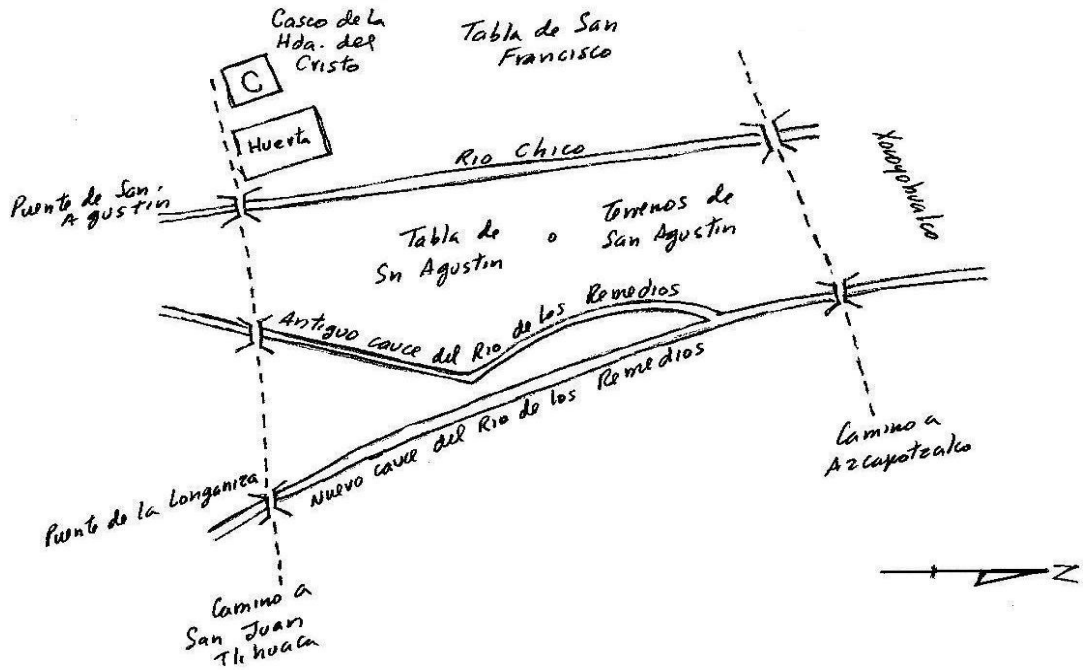 Casco de la
Hda. del
Cristo
Tabla de San
Francisco
C
Huerta
Rio Chico
Puente de San
Agustin
Xocoyohualco
Tabla de o Terrenos de
Sn Agustin San Agustin
Antiguo cauce del Rio de los Remedios
Nuevo cauce del Rio de los Remedios
Camino a
Azcapotzalco
Puente de la Longaniza
Camino a
San Juan
Tlihuaca
N